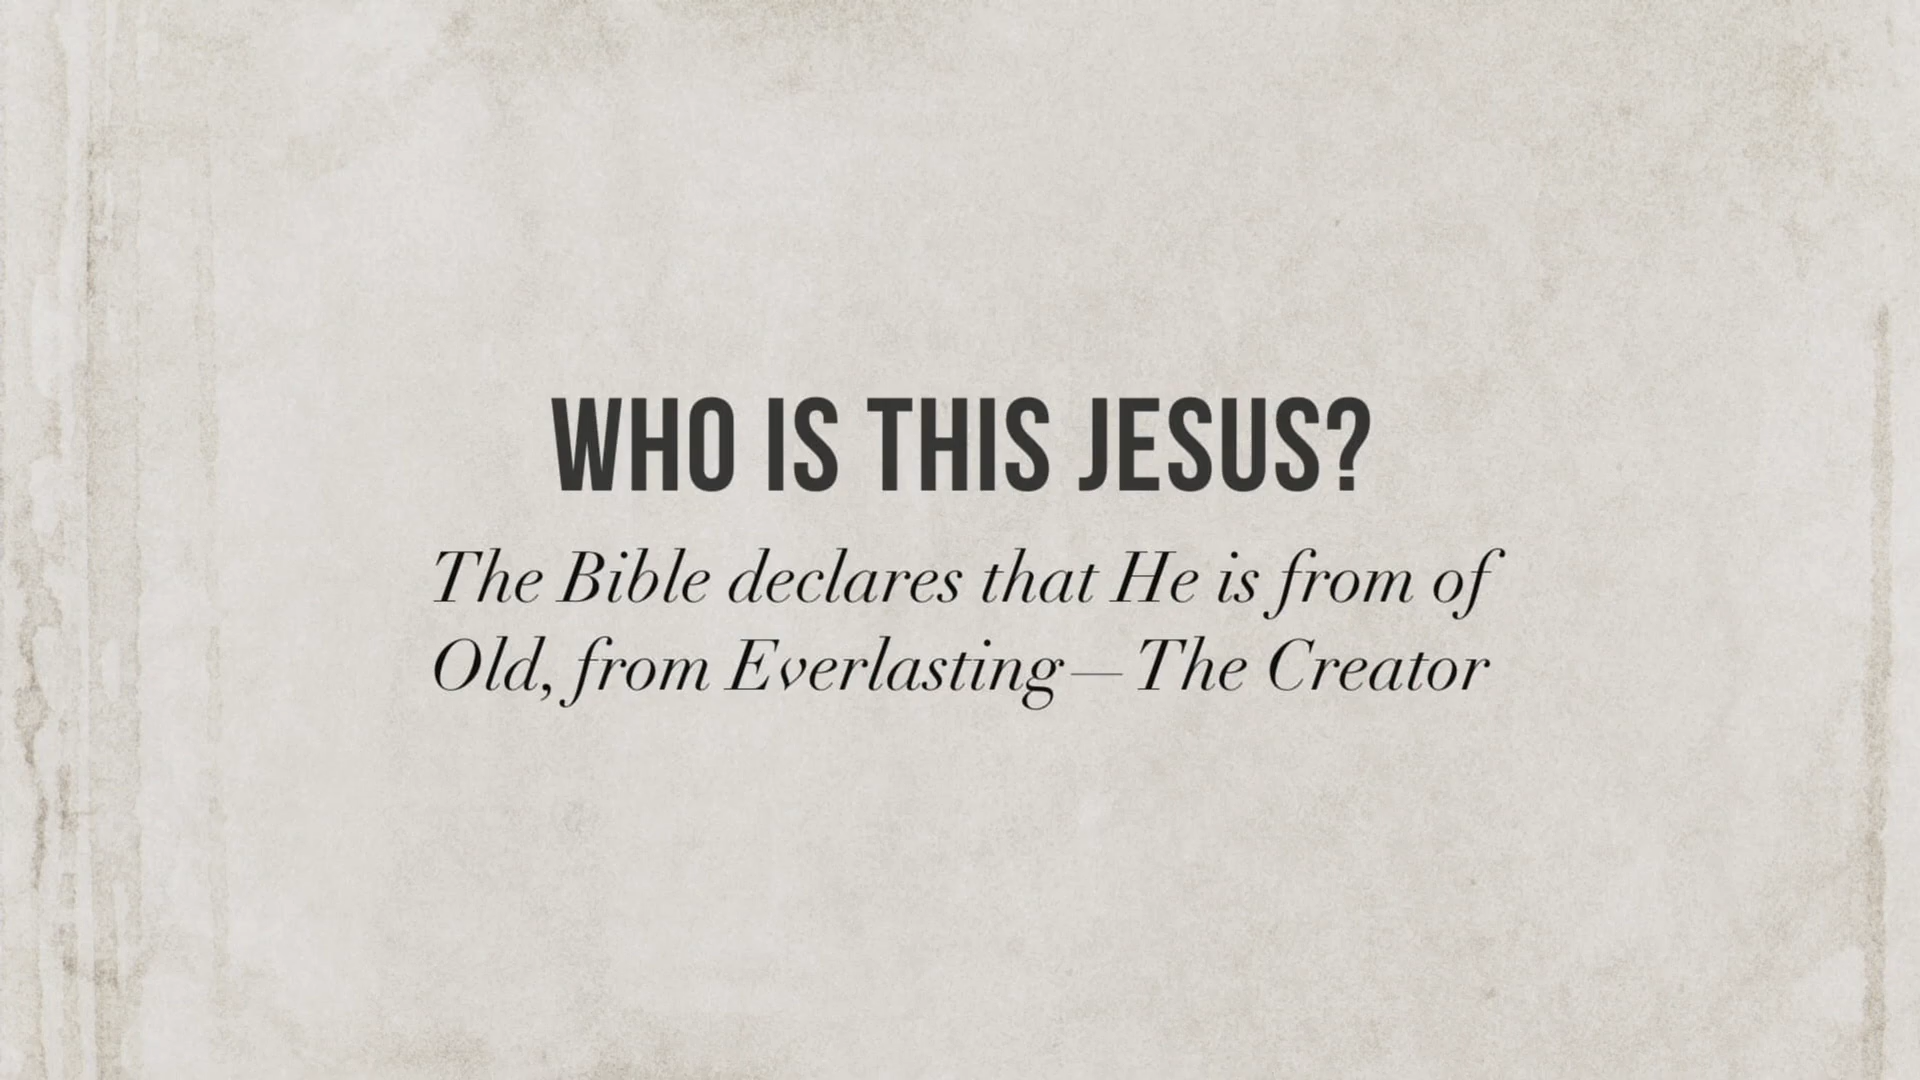 WHO IS THIS JESUS?
The Bible declares that He is from of
Old, from Everlasting—The Creator